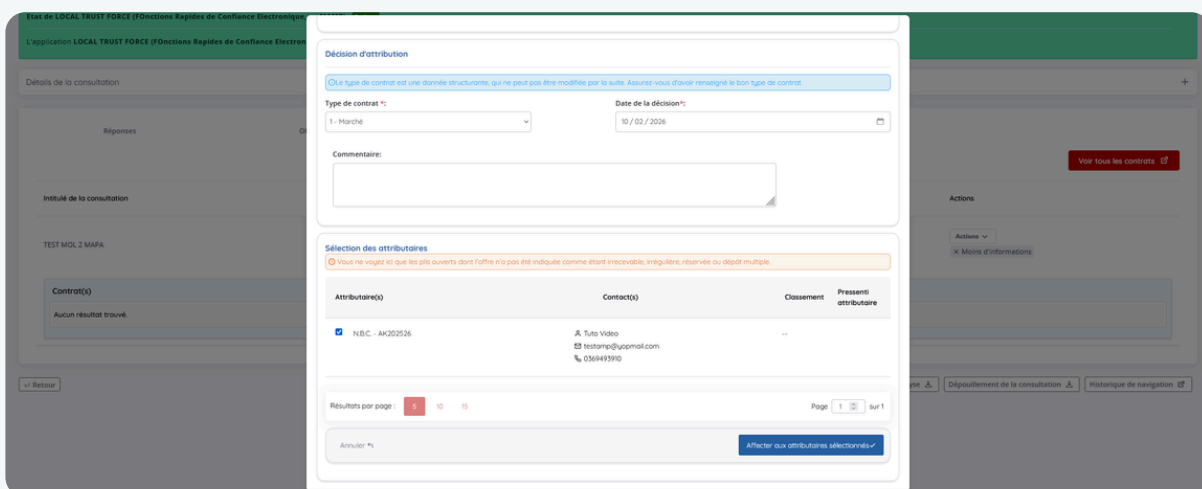 Etat de LOCAL TRUST FORCE (FOnctions Rapides de Confiance Electronique,
L'application LOCAL TRUST FORCE (FOnctions Rapides de Confiance Electron
Détails de la consultation
Réponses
Voir tous les contrats
Intitulé de la consultation
Actions
TEST MOL 2 MAPA
Actions
× Moins d'informations
Contrat(s)
Aucun résultat trouvé.
Retour
yse
Dépouillement de la consultation
Historique de navigation
Décision d'attribution
Le type de contrat est une donnée structurante, qui ne peut pas être modifiée par la suite. Assurez-vous d'avoir renseigné le bon type de contrat.
Type de contrat *:
Date de la décision*:
1 - Marché
10 / 02 / 2026
Commentaire:
Sélection des attributaires
Vous ne voyez ici que les plis ouverts dont l'offre n'a pas été indiquée comme étant irrecevable, irrégulière, réservée ou dépôt multiple.
Attributaire(s)
Contact(s)
Classement
Pressenti
attributaire
N.B.C. - AK202526
Tuto Video
--
testamp@yopmail.com
0369493910
Résultats par page : 5 10 15
Page 1 sur 1
Annuler
Affecter aux attributaires sélectionnés